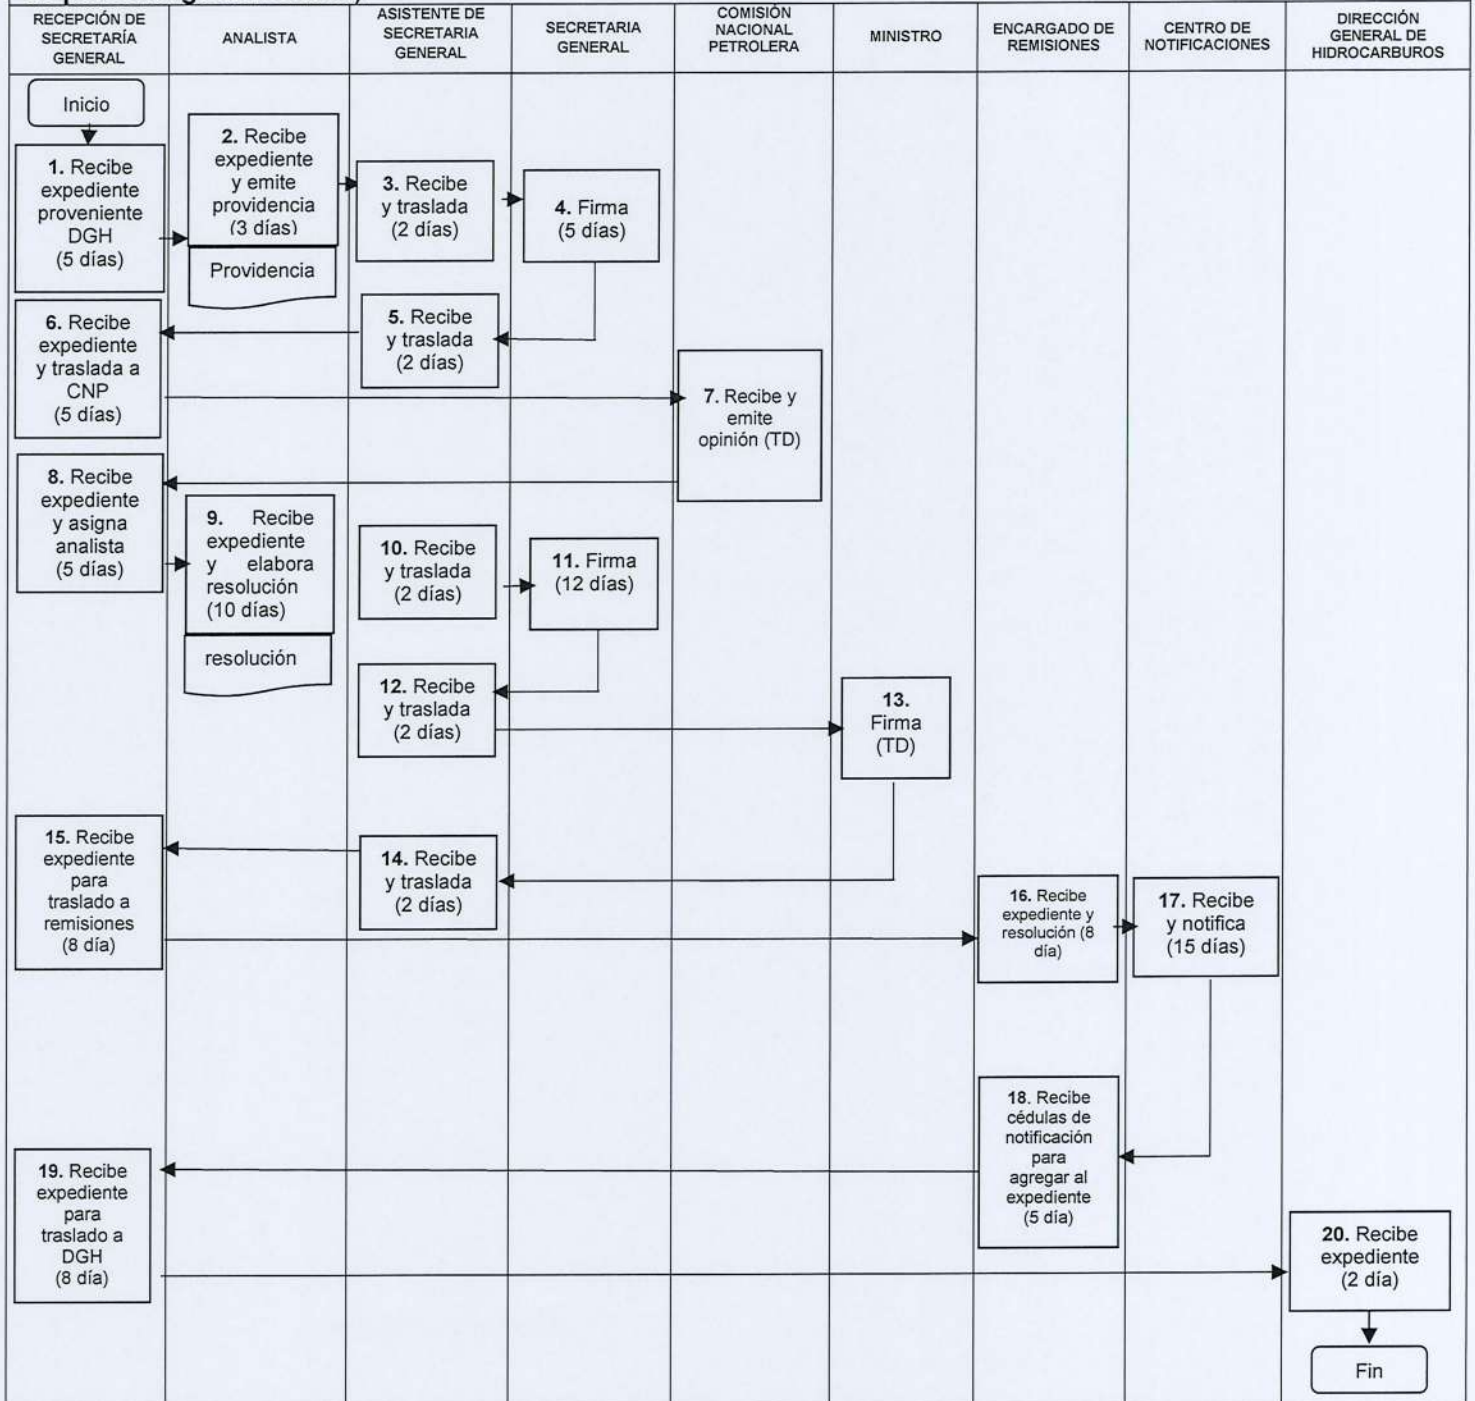 RECEPCIÓN DE
SECRETARÍA
GENERAL
ANALISTA
ASISTENTE DE
SECRETARIA
GENERAL
SECRETARIA
GENERAL
COMISIÓN
NACIONAL
PETROLERA
MINISTRO
ENCARGADO DE
REMISIONES
CENTRO DE
NOTIFICACIONES
DIRECCIÓN
GENERAL DE
HIDROCARBUROS
Inicio
1. Recibe
expediente
proveniente
DGH
(5 días)
2. Recibe
expediente
y emite
providencia
(3 días)
Providencia
3. Recibe
y traslada
(2 días)
4. Firma
(5 días)
5. Recibe
y traslada
(2 días)
6. Recibe
expediente
y traslada a
CNP
(5 días)
7. Recibe y
emite
opinión (TD)
8. Recibe
expediente
y asigna
analista
(5 días)
9. Recibe
expediente
y elabora
resolución
(10 días)
resolución
10. Recibe
y traslada
(2 días)
11. Firma
(12 días)
12. Recibe
y traslada
(2 días)
13.
Firma
(TD)
14. Recibe
y traslada
(2 días)
15. Recibe
expediente
para
traslado a
remisiones
(8 día)
16. Recibe
expediente y
resolución (8
día)
17. Recibe
y notifica
(15 días)
18. Recibe
cédulas de
notificación
para
agregar al
expediente
(5 día)
19. Recibe
expediente
para
traslado a
DGH
(8 día)
20. Recibe
expediente
(2 día)
Fin